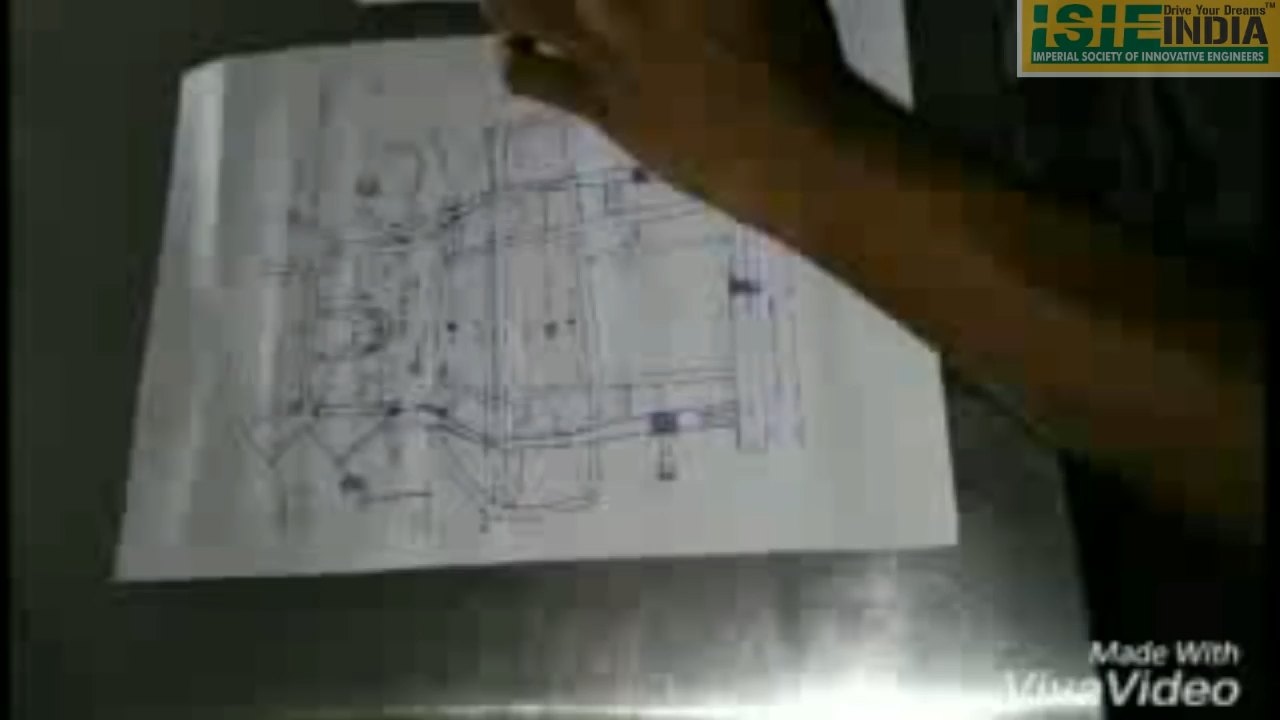 ISIE INDIA
Drive Your Dreams™
IMPERIAL SOCIETY OF INNOVATIVE ENGINEERS
Made With
VivaVideo